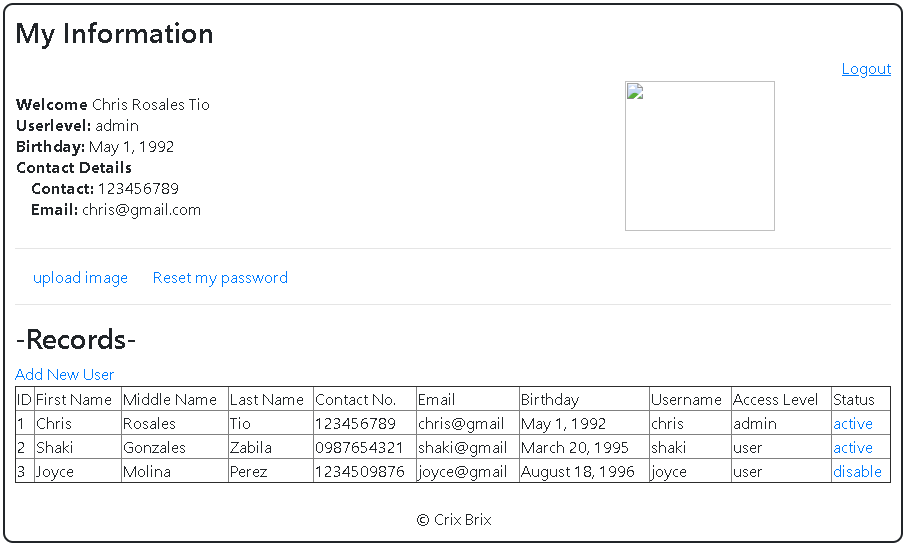 My Information
Logout
Welcome Chris Rosales Tio
Userlevel: admin
Birthday: May 1, 1992
Contact Details
Contact: 123456789
Email: chris@gmail.com
upload image Reset my password
-Records-
Add New User
ID First Name Middle Name Last Name Contact No. Email Birthday Username Access Level Status
1 Chris Rosales Tio 123456789 chris@gmail May 1, 1992 chris admin active
2 Shaki Gonzales Zabila 0987654321 shaki@gmail March 20, 1995 shaki user active
3 Joyce Molina Perez 1234509876 joyce@gmail August 18, 1996 joyce user disable
© Crix Brix